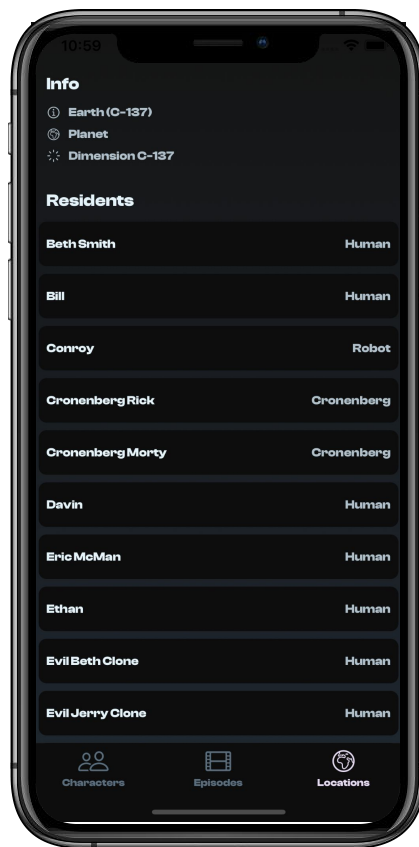 10:59
Info
Earth (C-137)
Planet
Dimension C-137
Residents
Beth Smith Human
Bill Human
Conroy Robot
Cronenberg Rick Cronenberg
Cronenberg Morty Cronenberg
Davin Human
Eric McMan Human
Ethan Human
Evil Beth Clone Human
Evil Jerry Clone Human
Characters Episodes Locations